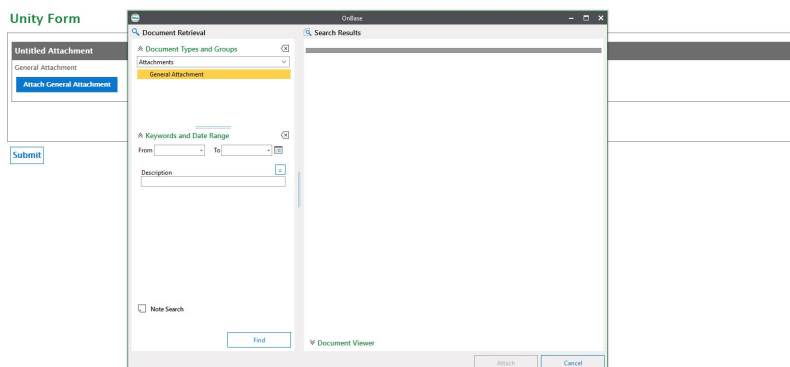 Unity Form
Untitled Attachment
General Attachment
Attach General Attachment
Submit
OnBase
Document Retrieval
Document Types and Groups
Attachments
General Attachment
Keywords and Date Range
From To
Description
=
Note Search
Find
Search Results
Document Viewer
Attach Cancel